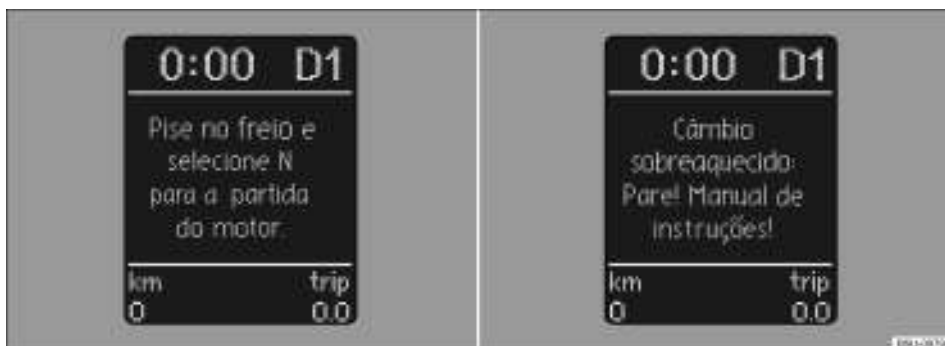 0:00 D1
Pise no freio e
selecione N
para a partida
do motor.
km trip
0 0.0
0:00 D1
Câmbio
sobreaquecido:
Pare! Manual de
instruções!
km trip
0 0.0